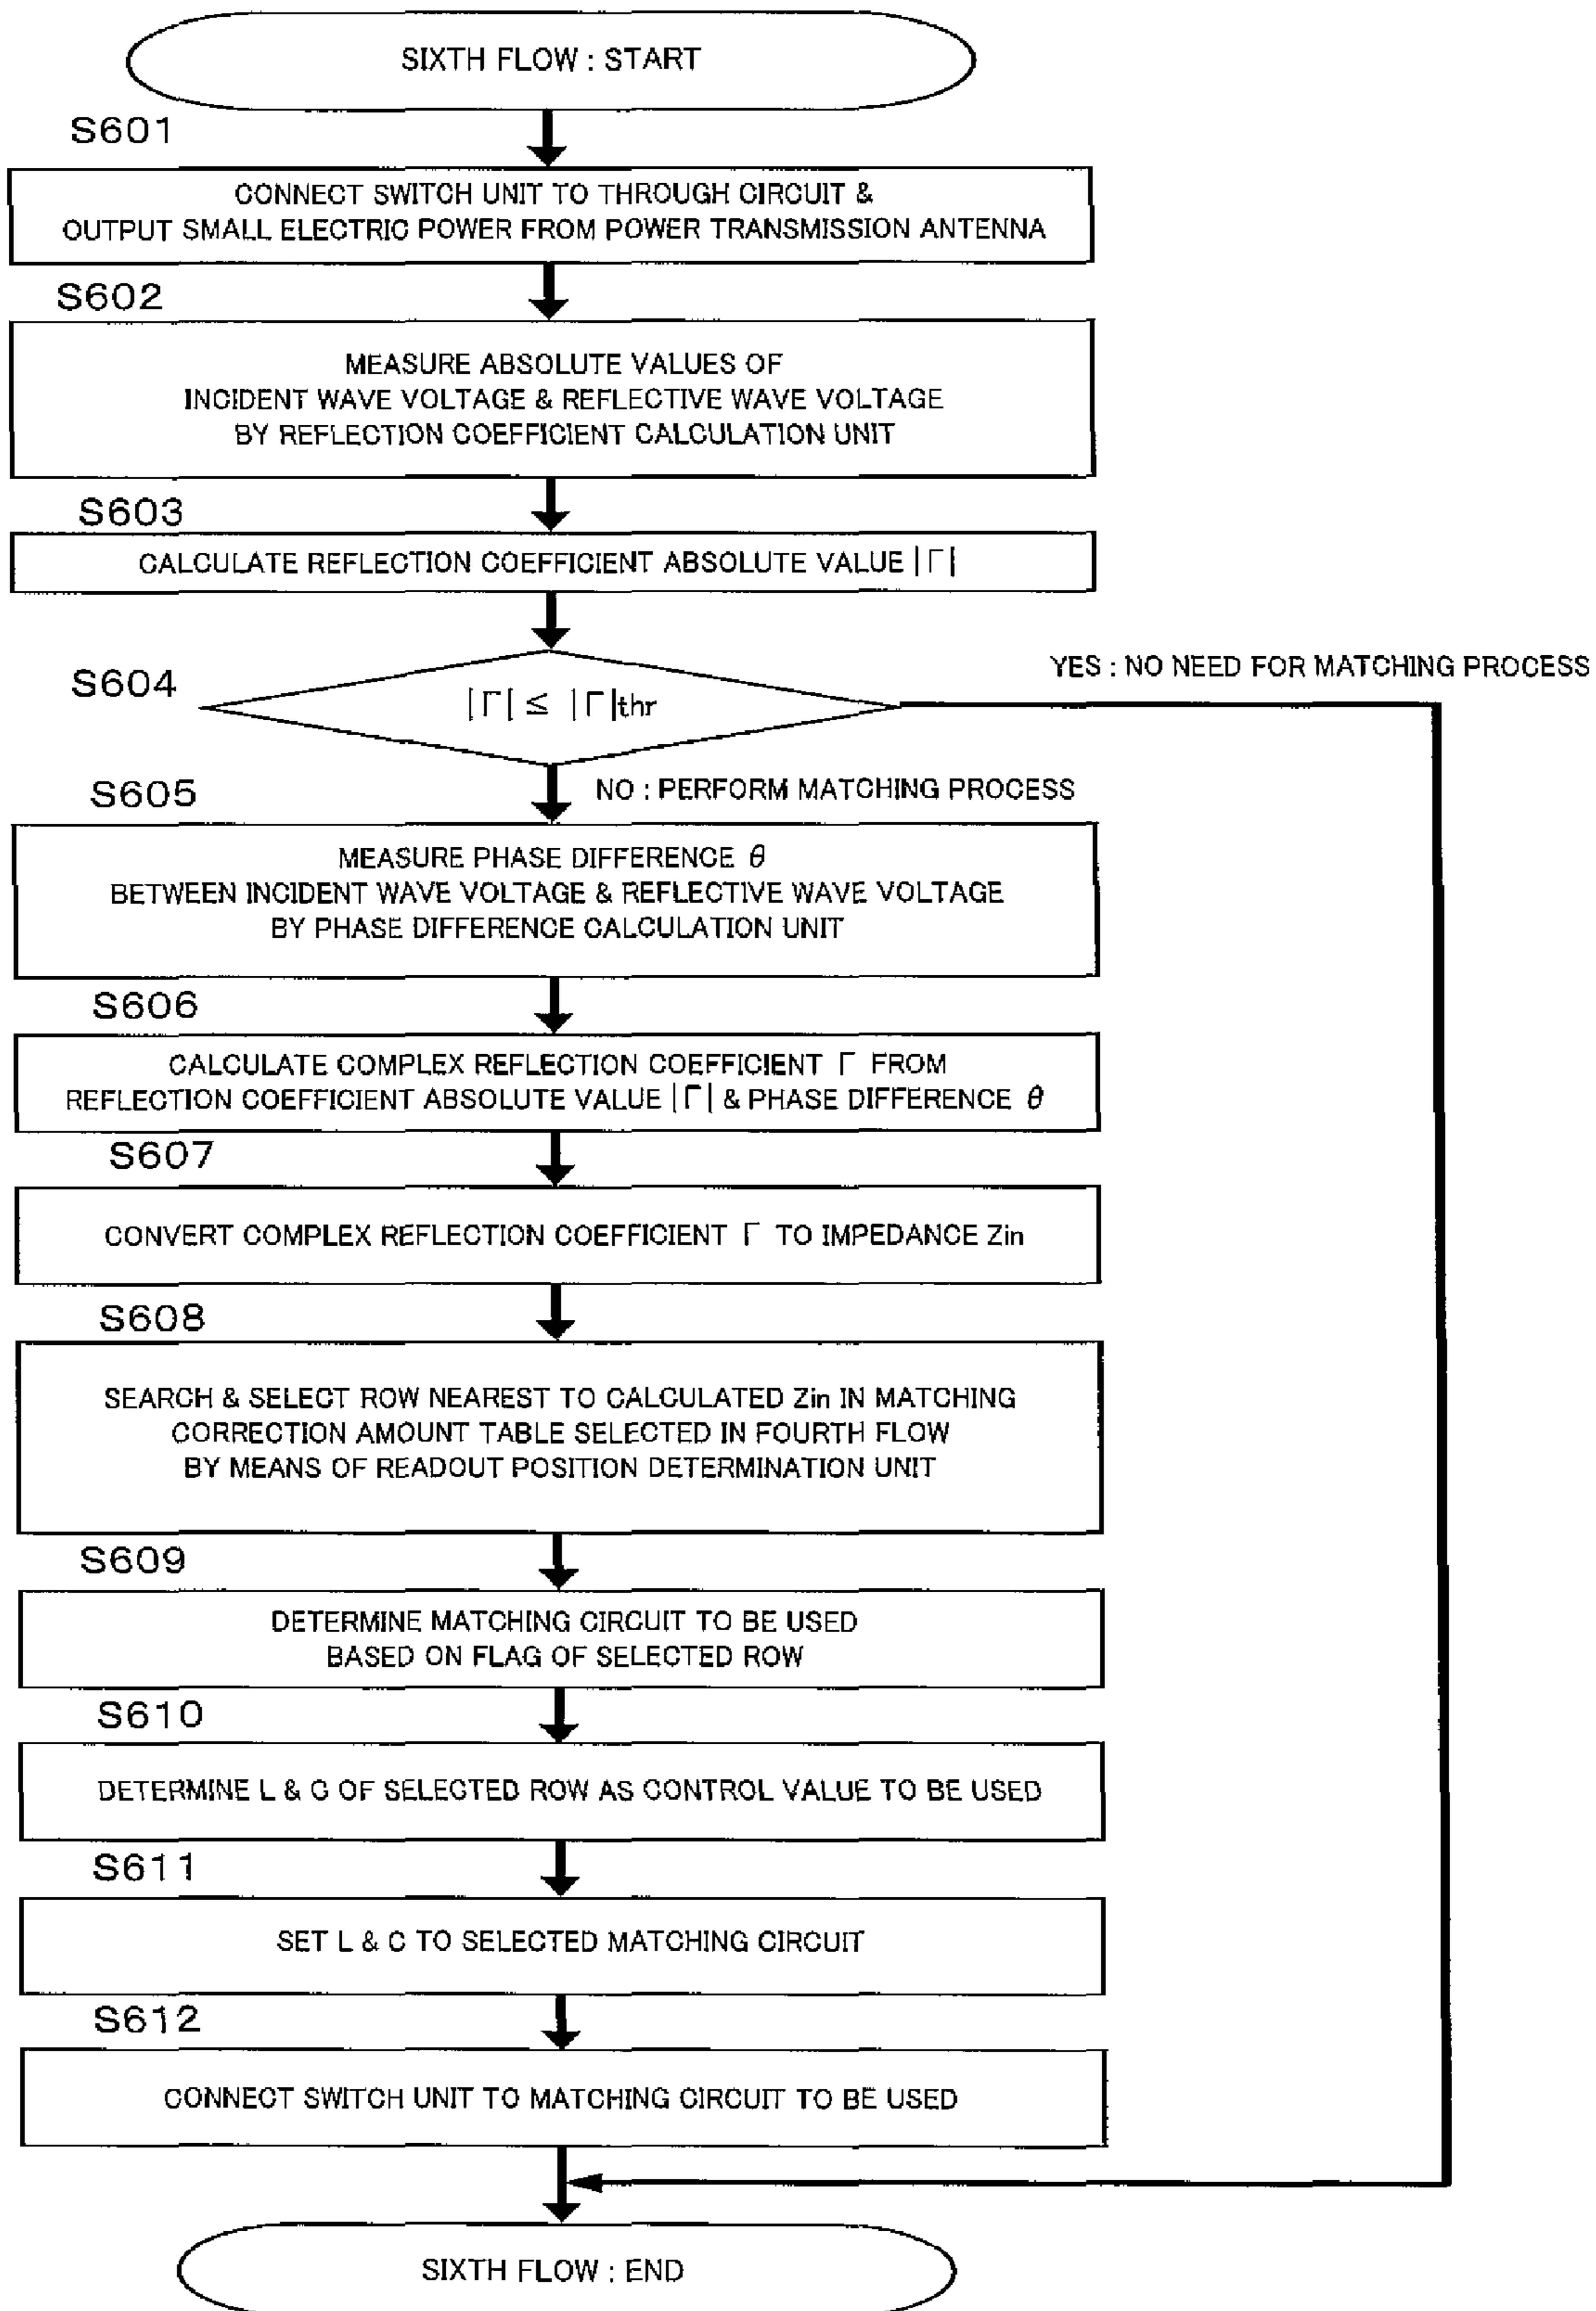 SIXTH FLOW : START
S601
CONNECT SWITCH UNIT TO THROUGH CIRCUIT &
OUTPUT SMALL ELECTRIC POWER FROM POWER TRANSMISSION ANTENNA
S602
MEASURE ABSOLUTE VALUES OF
INCIDENT WAVE VOLTAGE & REFLECTIVE WAVE VOLTAGE
BY REFLECTION COEFFICIENT CALCULATION UNIT
S603
CALCULATE REFLECTION COEFFICIENT ABSOLUTE VALUE |Γ|
S604
|Γ| ≤ |Γ|thr
YES : NO NEED FOR MATCHING PROCESS
NO : PERFORM MATCHING PROCESS
S605
MEASURE PHASE DIFFERENCE θ
BETWEEN INCIDENT WAVE VOLTAGE & REFLECTIVE WAVE VOLTAGE
BY PHASE DIFFERENCE CALCULATION UNIT
S606
CALCULATE COMPLEX REFLECTION COEFFICIENT Γ FROM
REFLECTION COEFFICIENT ABSOLUTE VALUE |Γ| & PHASE DIFFERENCE θ
S607
CONVERT COMPLEX REFLECTION COEFFICIENT Γ TO IMPEDANCE Zin
S608
SEARCH & SELECT ROW NEAREST TO CALCULATED Zin IN MATCHING
CORRECTION AMOUNT TABLE SELECTED IN FOURTH FLOW
BY MEANS OF READOUT POSITION DETERMINATION UNIT
S609
DETERMINE MATCHING CIRCUIT TO BE USED
BASED ON FLAG OF SELECTED ROW
S610
DETERMINE L & C OF SELECTED ROW AS CONTROL VALUE TO BE USED
S611
SET L & C TO SELECTED MATCHING CIRCUIT
S612
CONNECT SWITCH UNIT TO MATCHING CIRCUIT TO BE USED
SIXTH FLOW : END